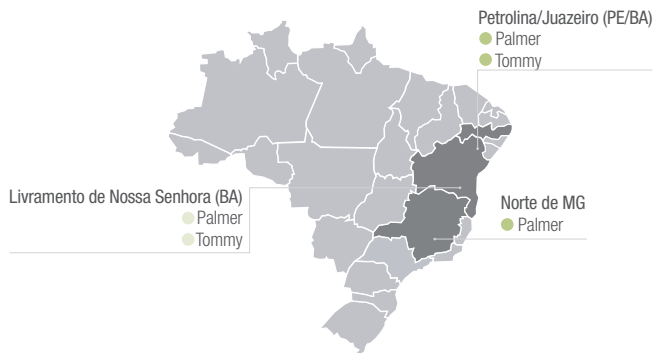 Petrolina/Juazeiro (PE/BA)
Palmer
Tommy
Livramento de Nossa Senhora (BA)
Palmer
Tommy
Norte de MG
Palmer